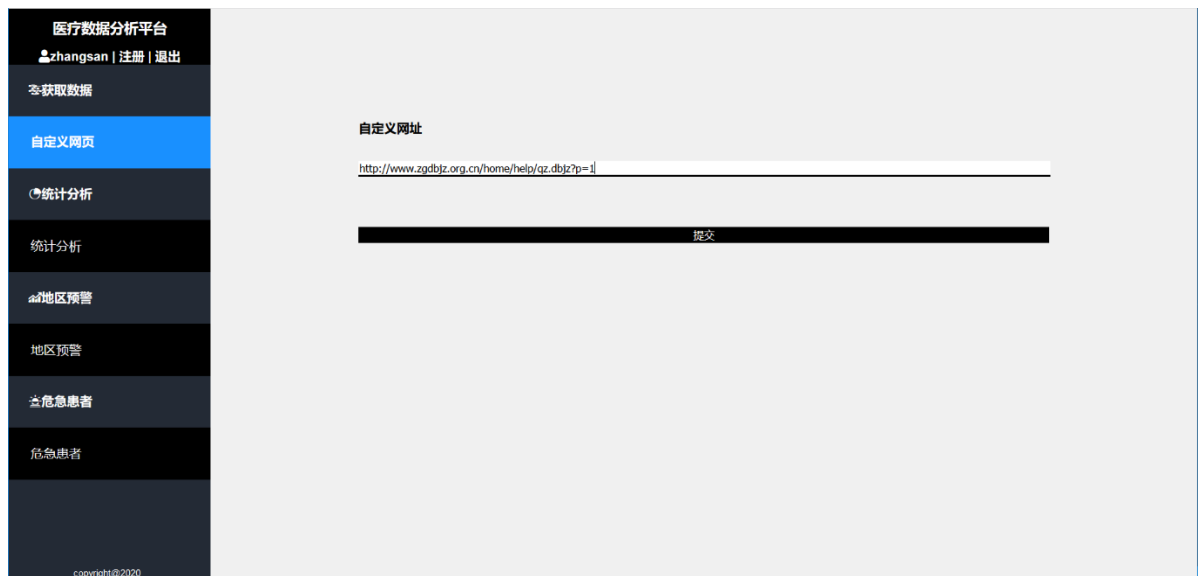 医疗数据分析平台
zhangsan | 注册 | 退出
获取数据
自定义网页
统计分析
统计分析
地区预警
地区预警
危急患者
危急患者
copyright@2020
自定义网址
http://www.zgdbjz.org.cn/home/help/qz.dbjz?p=1
提交